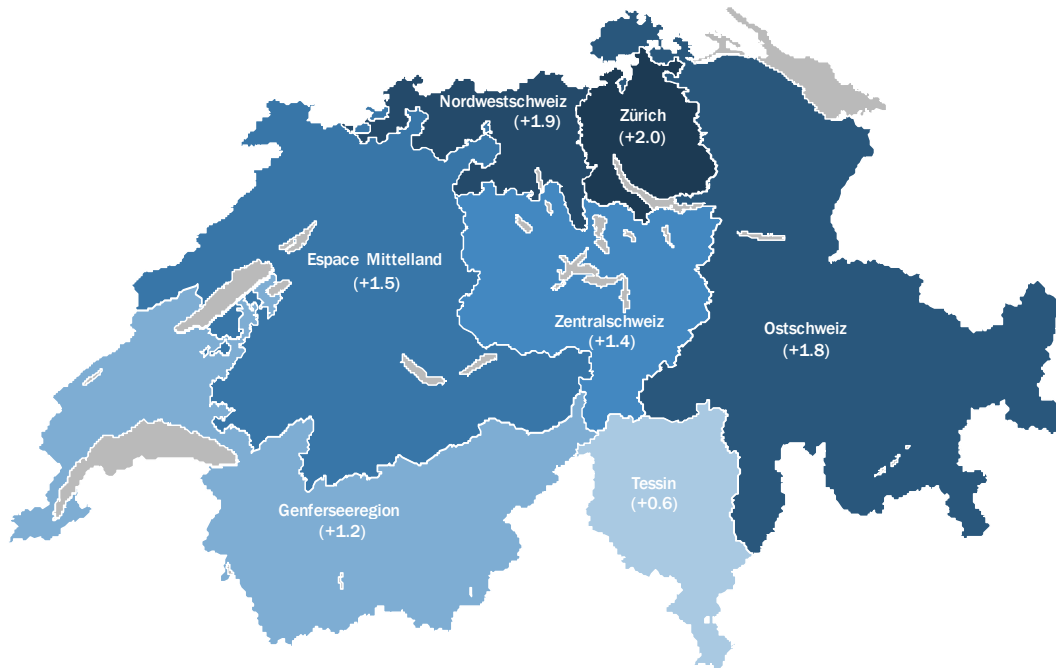 Nordwestschweiz
(+1.9)
Zürich
(+2.0)
Espace Mittelland
(+1.5)
Zentralschweiz
(+1.4)
Ostschweiz
(+1.8)
Tessin
(+0.6)
Genferseeregion
(+1.2)